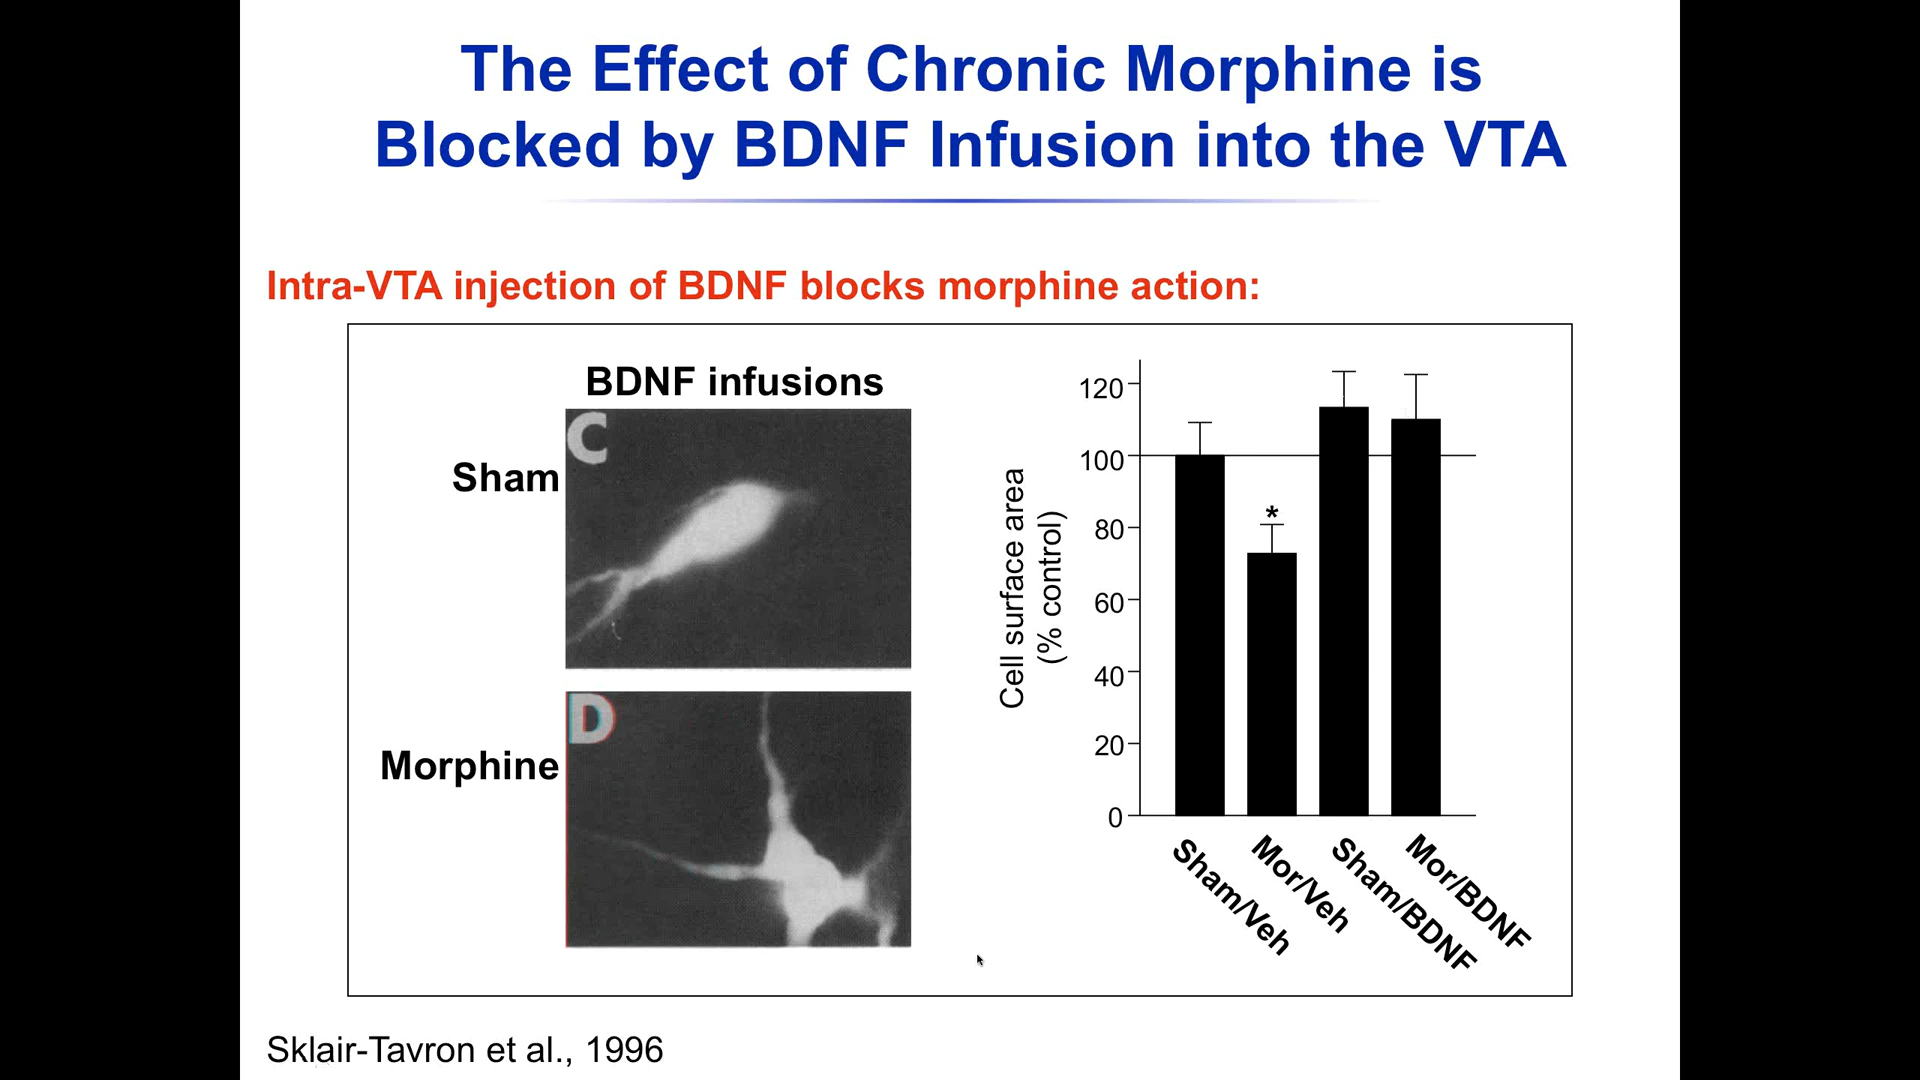 The Effect of Chronic Morphine is
Blocked by BDNF Infusion into the VTA
Intra-VTA injection of BDNF blocks morphine action:
BDNF infusions
Sham
C
Morphine
D
Cell surface area
(% control)
120
100
80
60
40
20
0
*
Sham/Veh
Mor/Veh
Sham/BDNF
Mor/BDNF
Sklair-Tavron et al., 1996